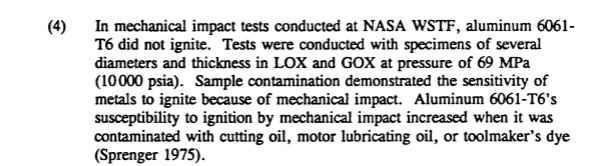 (4) In mechanical impact tests conducted at NASA WSTF, aluminum 6061-
T6 did not ignite. Tests were conducted with specimens of several
diameters and thickness in LOX and GOX at pressure of 69 MPa
(10 000 psia). Sample contamination demonstrated the sensitivity of
metals to ignite because of mechanical impact. Aluminum 6061-T6's
susceptibility to ignition by mechanical impact increased when it was
contaminated with cutting oil, motor lubricating oil, or toolmaker's dye
(Sprenger 1975).